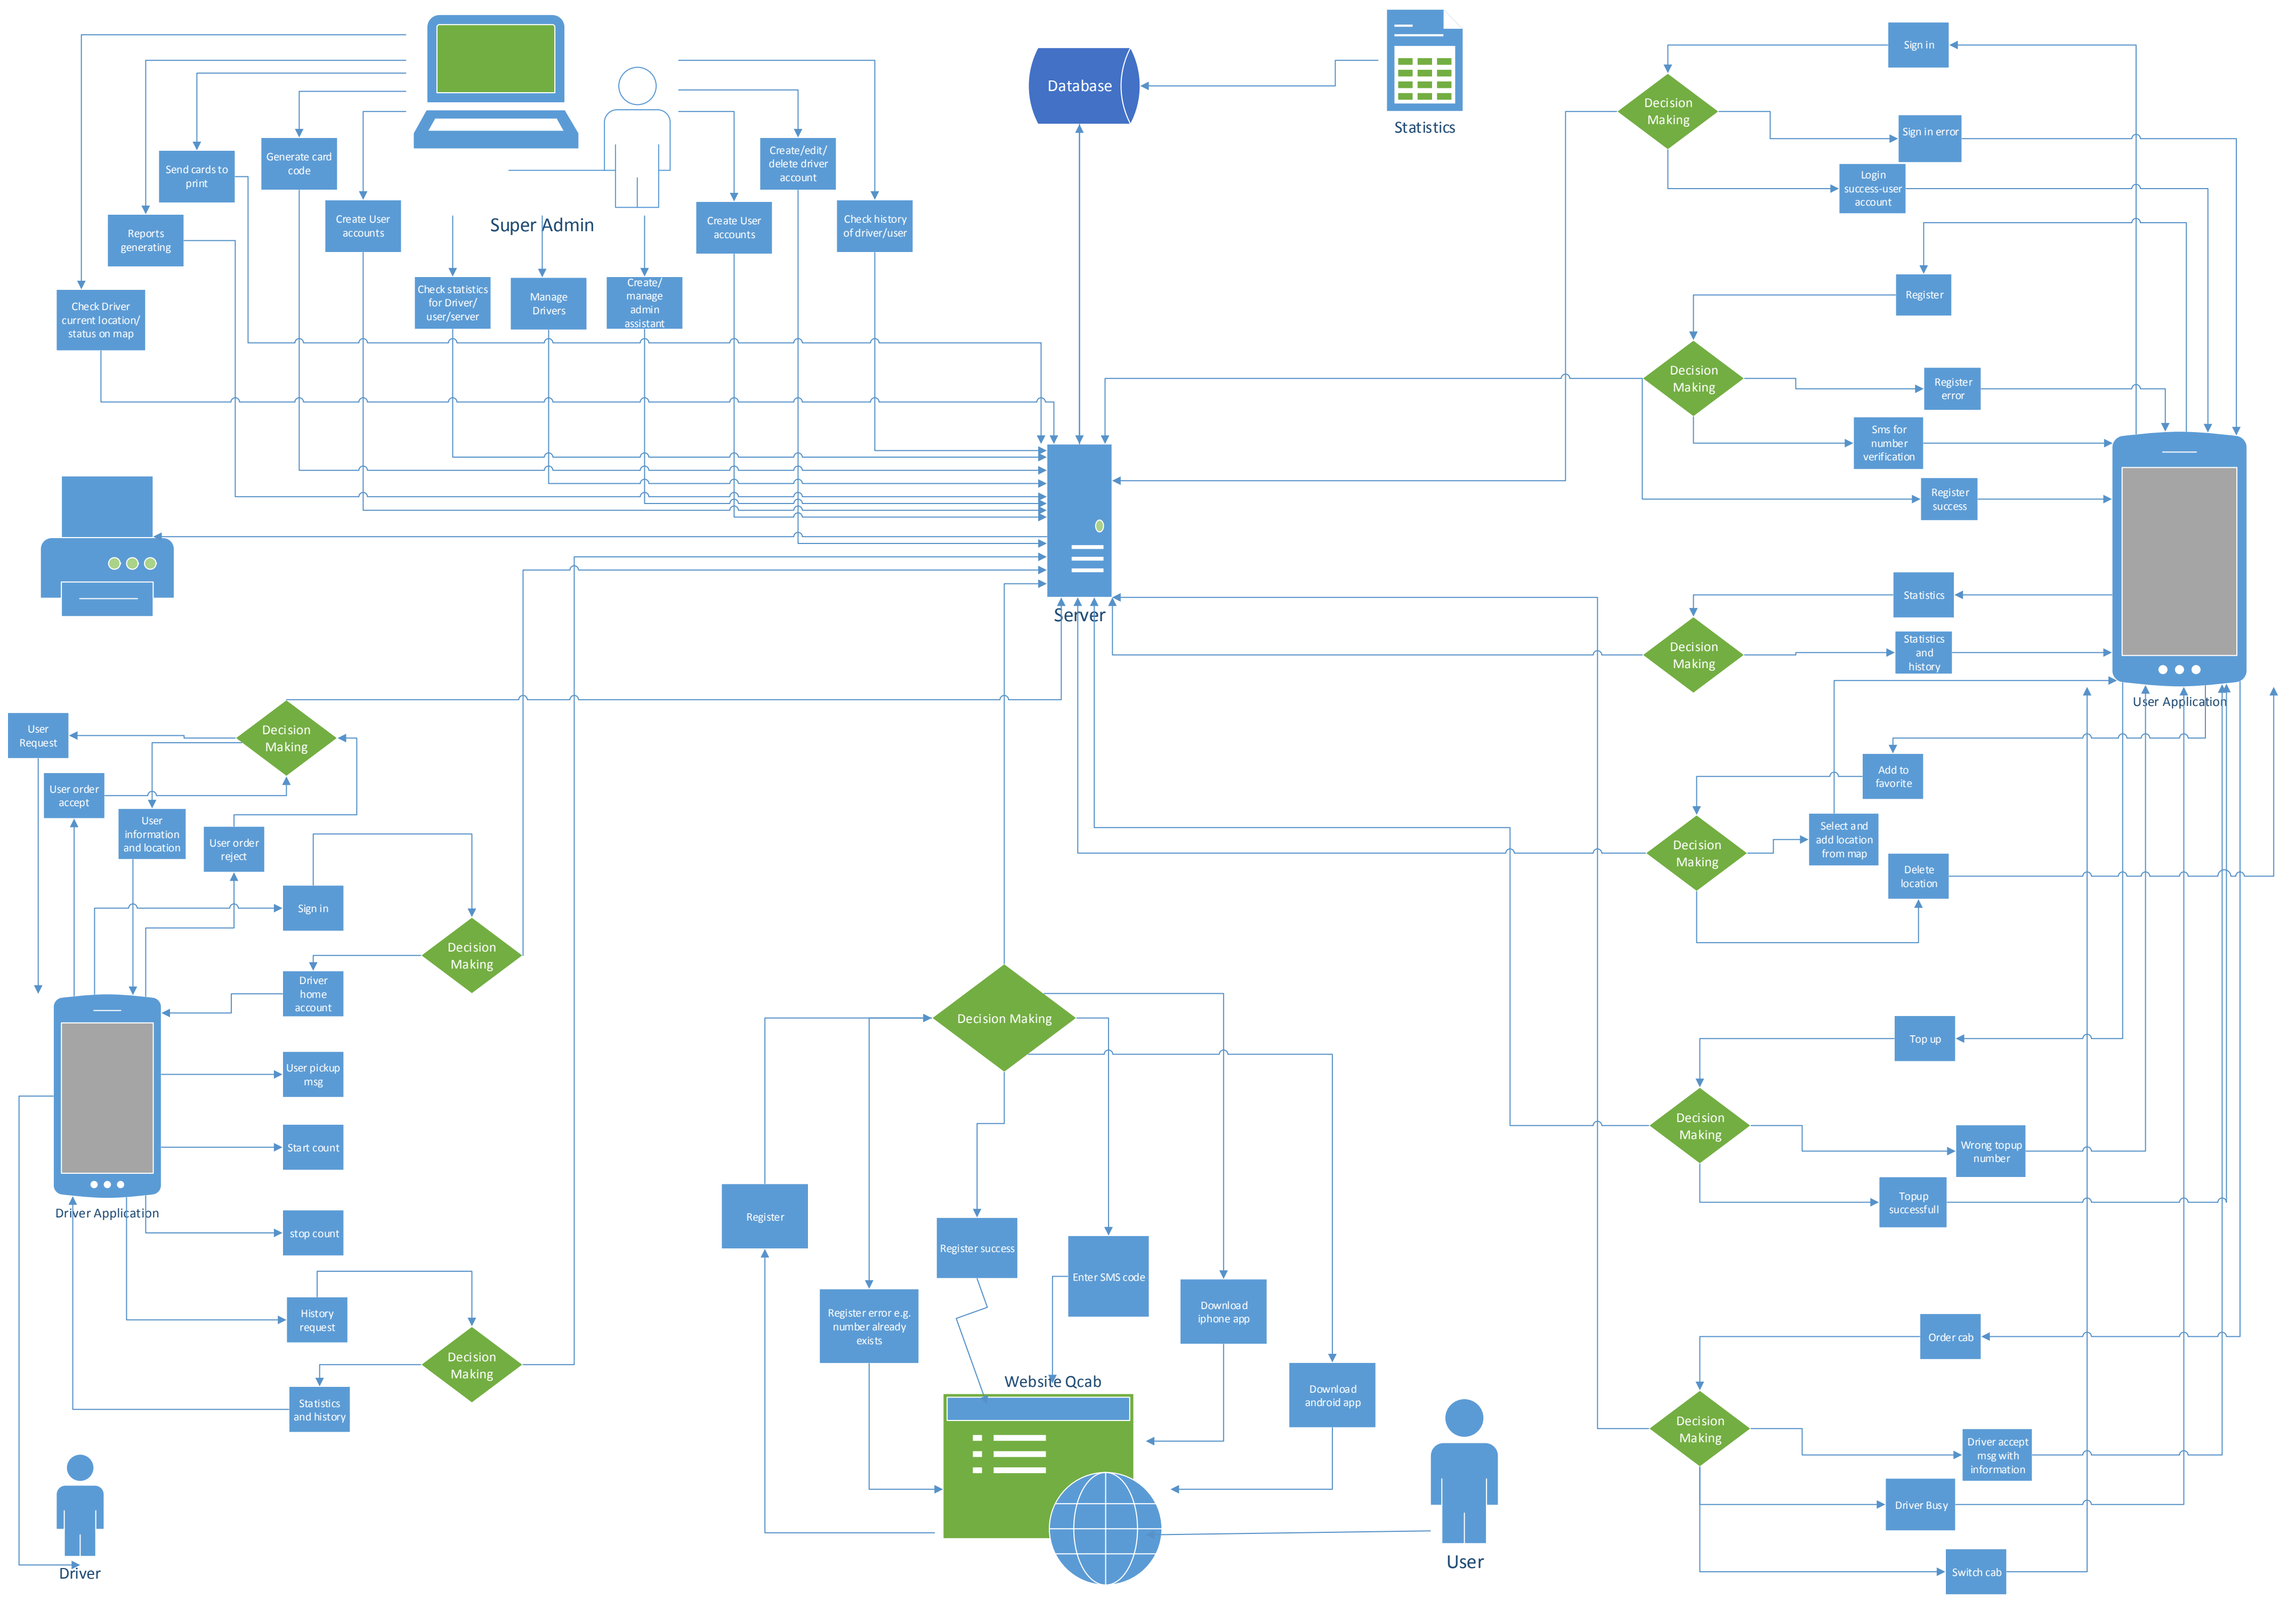 Database
Statistics
Sign in
Decision
Making
Sign in error
Login
success-user
account
Generate card
code
Create/edit/
delete driver
account
Send cards to
print
Create User
accounts
Super Admin
Create User
accounts
Check history
of driver/user
Reports
generating
Check Driver
current location/
status on map
Check statistics
for Driver/
user/server
Manage
Drivers
Create/
manage
admin
assistant
Register
Decision
Making
Register
error
Sms for
number
verification
Register
success
Server
Statistics
Decision
Making
Statistics
and
history
User Application
User
Request
Decision
Making
User order
accept
User
information
and location
User order
reject
Sign in
Decision
Making
Driver
home
account
User pickup
msg
Start count
Driver Application
stop count
History
request
Decision
Making
Statistics
and history
Driver
Add to
favorite
Decision
Making
Select and
add location
from map
Delete
location
Decision Making
Register
Register success
Enter SMS code
Register error e.g.
number already
exists
Download
iphone app
Download
android app
Website Qcab
User
Top up
Decision
Making
Wrong topup
number
Topup
successfull
Order cab
Decision
Making
Driver accept
msg with
information
Driver Busy
Switch cab